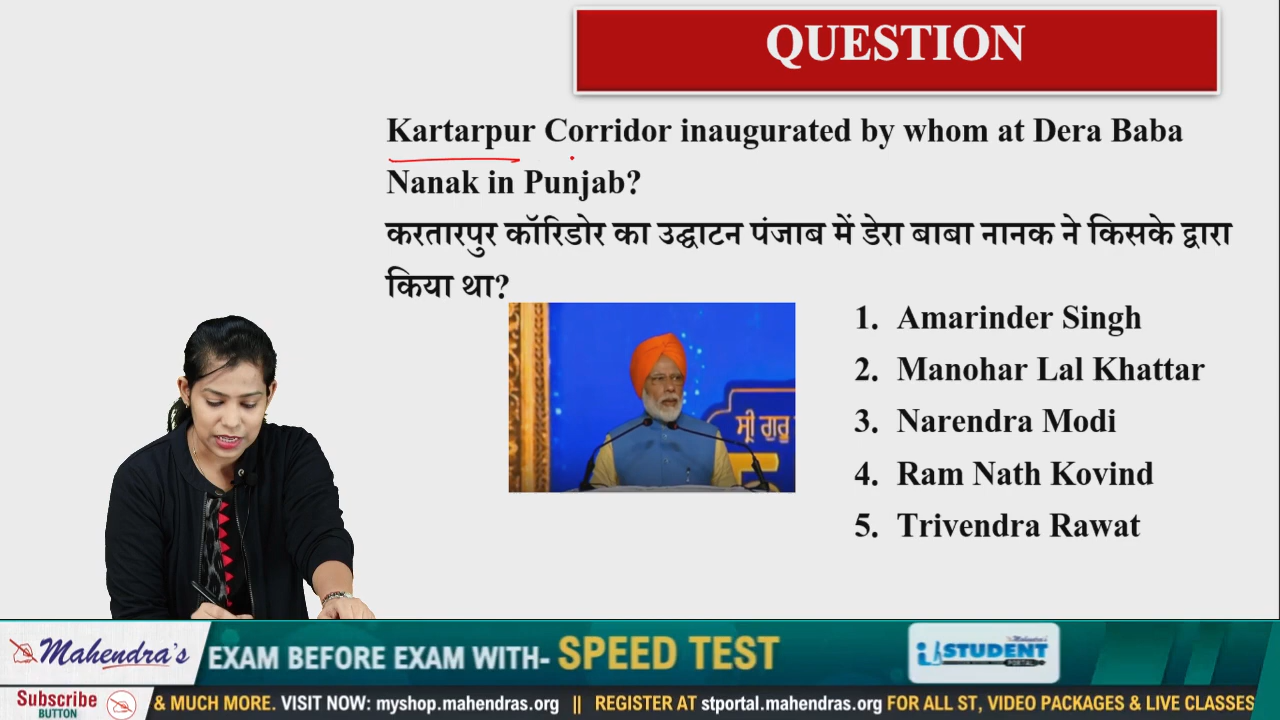 QUESTION
Kartarpur Corridor inaugurated by whom at Dera Baba
Nanak in Punjab?
करतारपुर कॉरिडोर का उद्घाटन पंजाब में डेरा बाबा नानक ने किसके द्वारा
किया था?
ਸ੍ਰੀ ਗੁਰੂ
1. Amarinder Singh
2. Manohar Lal Khattar
3. Narendra Modi
4. Ram Nath Kovind
5. Trivendra Rawat
Mahendra's
EXAM BEFORE EXAM WITH- SPEED TEST
Mahendra's
STUDENT
PORTAL
Subscribe
BUTTON
& MUCH MORE. VISIT NOW: myshop.mahendras.org || REGISTER AT stportal.mahendras.org FOR ALL ST, VIDEO PACKAGES & LIVE CLASSES